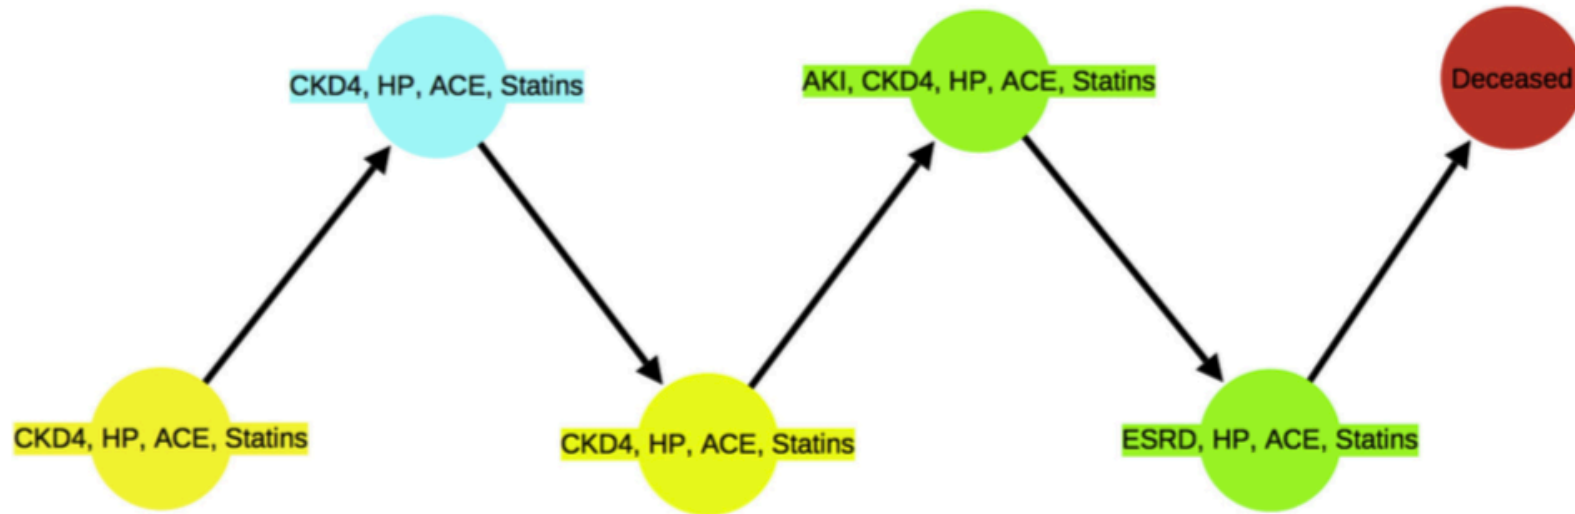 CKD4, HP, ACE, Statins
CKD4, HP, ACE, Statins
CKD4, HP, ACE, Statins
AKI, CKD4, HP, ACE, Statins
ESRD, HP, ACE, Statins
Deceased